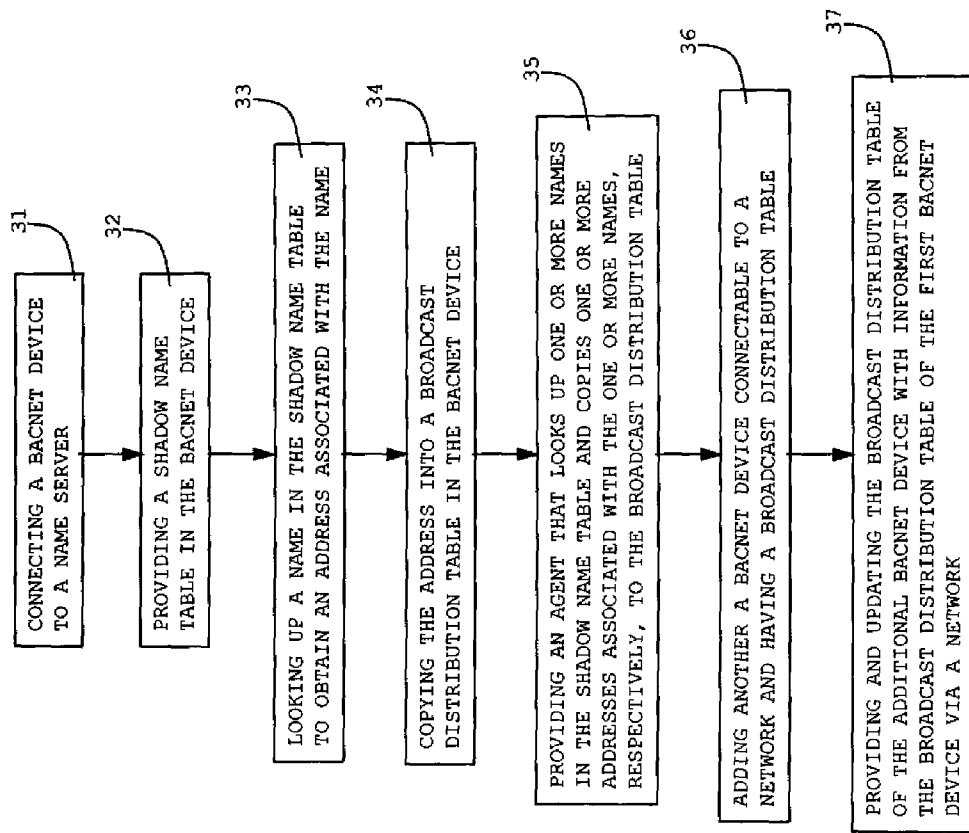 31
CONNECTING A BACNET DEVICE
TO A NAME SERVER
32
PROVIDING A SHADOW NAME
TABLE IN THE BACNET DEVICE
33
LOOKING UP A NAME IN THE SHADOW NAME TABLE
TO OBTAIN AN ADDRESS ASSOCIATED WITH THE NAME
34
COPYING THE ADDRESS INTO A BROADCAST
DISTRIBUTION TABLE IN THE BACNET DEVICE
35
PROVIDING AN AGENT THAT LOOKS UP ONE OR MORE NAMES
IN THE SHADOW NAME TABLE AND COPIES ONE OR MORE
ADDRESSES ASSOCIATED WITH THE ONE OR MORE NAMES,
RESPECTIVELY, TO THE BROADCAST DISTRIBUTION TABLE
36
ADDING ANOTHER A BACNET DEVICE CONNECTABLE TO A
NETWORK AND HAVING A BROADCAST DISTRIBUTION TABLE
37
PROVIDING AND UPDATING THE BROADCAST DISTRIBUTION TABLE
OF THE ADDITIONAL BACNET DEVICE WITH INFORMATION FROM
THE BROADCAST DISTRIBUTION TABLE OF THE FIRST BACNET
DEVICE VIA A NETWORK